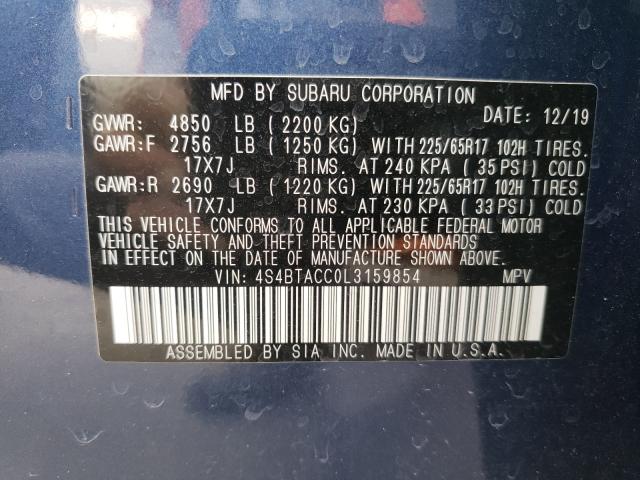 MFD BY SUBARU CORPORATION
DATE: 12/19
GVWR: 4850 LB (2200 KG)
GAWR:F 2756 LB (1250 KG) WITH 225/65R17 102H TIRES.
17X7J RIMS. AT 240 KPA (35 PSI) COLD
GAWR:R 2690 LB (1220 KG) WITH 225/65R17 102H TIRES.
17X7J RIMS. AT 230 KPA (33 PSI) COLD
THIS VEHICLE CONFORMS TO ALL APPLICABLE FEDERAL MOTOR
VEHICLE SAFETY AND THEFT PREVENTION STANDARDS
IN EFFECT ON THE DATE OF MANUFACTURE SHOWN ABOVE.
VIN: 4S4BTACC0L3159854 MPV
ASSEMBLED BY SIA INC. MADE IN U.S.A.